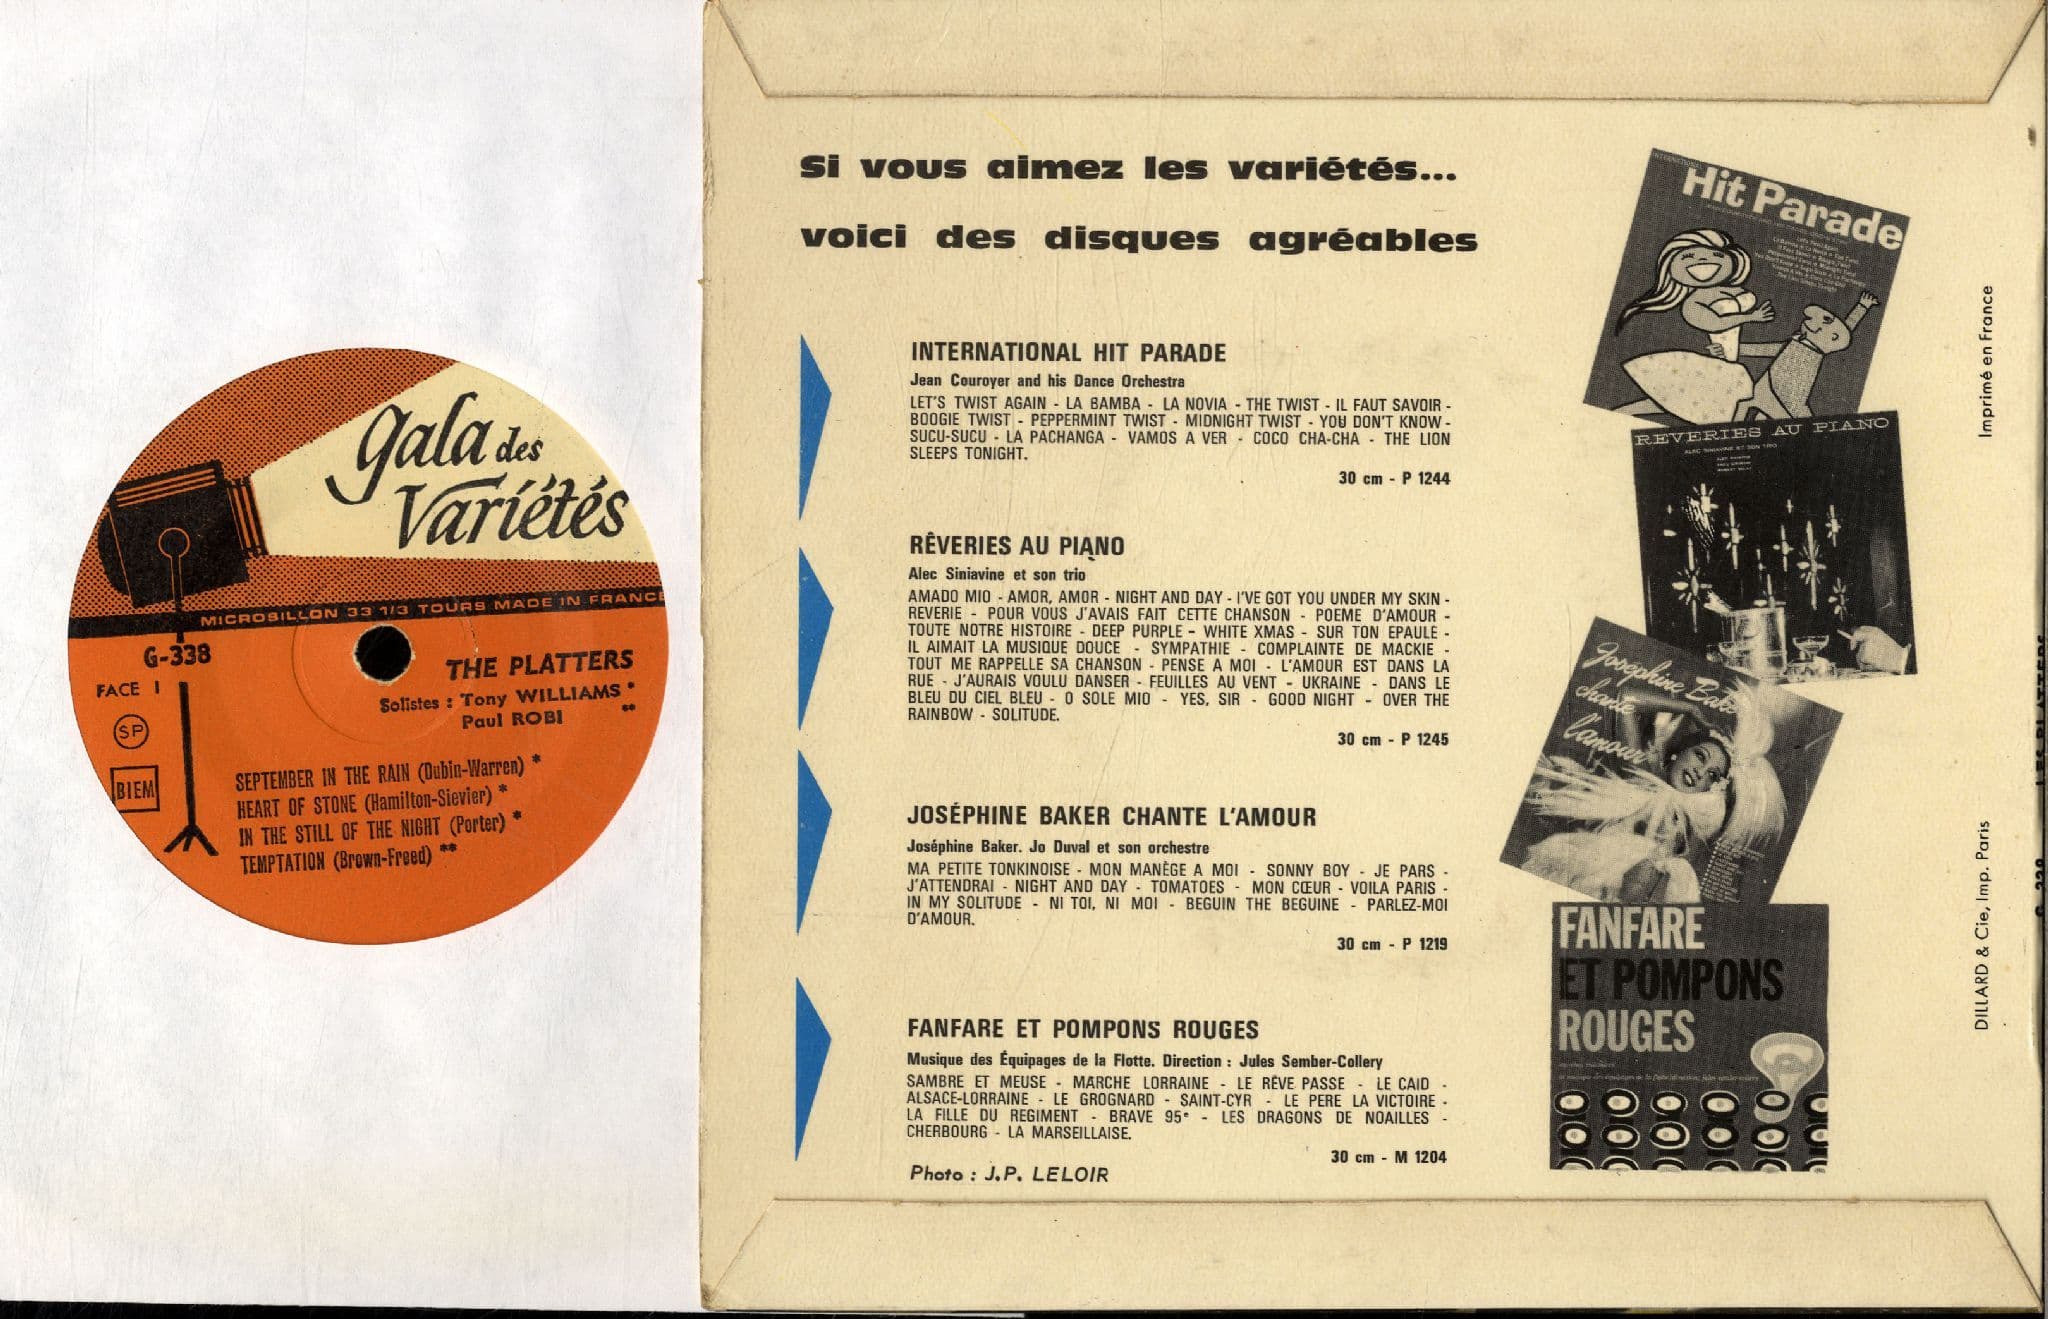 gala des
Variétés
MICROSILLON 33 1/3 TOURS MADE IN FRANCE
G-338
FACE 1
SP
BIEM
THE PLATTERS
Solistes : Tony WILLIAMS *
Paul ROBI **
SEPTEMBER IN THE RAIN (Dubin-Warren) *
HEART OF STONE (Hamilton-Sievier) *
IN THE STILL OF THE NIGHT (Porter) *
TEMPTATION (Brown-Freed) **
Si vous aimez les variétés...
voici des disques agréables
INTERNATIONAL HIT PARADE
Jean Couroyer and his Dance Orchestra
LET'S TWIST AGAIN - LA BAMBA - LA NOVIA - THE TWIST - IL FAUT SAVOIR -
BOOGIE TWIST - PEPPERMINT TWIST - MIDNIGHT TWIST - YOU DON'T KNOW -
SUCU-SUCU - LA PACHANGA - VAMOS A VER - COCO CHA-CHA - THE LION
SLEEPS TONIGHT.
30 cm - P 1244
RÊVERIES AU PIANO
Alec Siniavine et son trio
AMADO MIO - AMOR, AMOR - NIGHT AND DAY - I'VE GOT YOU UNDER MY SKIN -
REVERIE - POUR VOUS J'AVAIS FAIT CETTE CHANSON - POEME D'AMOUR -
TOUTE NOTRE HISTOIRE - DEEP PURPLE - WHITE XMAS - SUR TON EPAULE -
IL AIMAIT LA MUSIQUE DOUCE - SYMPATHIE - COMPLAINTE DE MACKIE -
TOUT ME RAPPELLE SA CHANSON - PENSE A MOI - L'AMOUR EST DANS LA
RUE - J'AURAIS VOULU DANSER - FEUILLES AU VENT - UKRAINE - DANS LE
BLEU DU CIEL BLEU - O SOLE MIO - YES, SIR - GOOD NIGHT - OVER THE
RAINBOW - SOLITUDE.
30 cm - P 1245
JOSÉPHINE BAKER CHANTE L'AMOUR
Joséphine Baker. Jo Duval et son orchestre
MA PETITE TONKINOISE - MON MANÈGE A MOI - SONNY BOY - JE PARS -
J'ATTENDRAI - NIGHT AND DAY - TOMATOES - MON CŒUR - VOILA PARIS -
IN MY SOLITUDE - NI TOI, NI MOI - BEGUIN THE BEGUINE - PARLEZ-MOI
D'AMOUR.
30 cm - P 1219
FANFARE ET POMPONS ROUGES
Musique des Équipages de la Flotte. Direction : Jules Sember-Collery
SAMBRE ET MEUSE - MARCHE LORRAINE - LE RÊVE PASSE - LE CAID -
ALSACE-LORRAINE - LE GROGNARD - SAINT-CYR - LE PERE LA VICTOIRE -
LA FILLE DU REGIMENT - BRAVE 95e - LES DRAGONS DE NOAILLES -
CHERBOURG - LA MARSEILLAISE.
30 cm - M 1204
Photo : J.P. LELOIR
INTERNATIONAL
Hit Parade
REVERIES AU PIANO
ALEC SINIAVINE ET SON TRIO
Joséphine Baker
chante
l'amour
FANFARE
ET POMPONS
ROUGES
Imprimé en France
DILLARD & Cie, Imp. Paris
LES PLATTERS
G 338